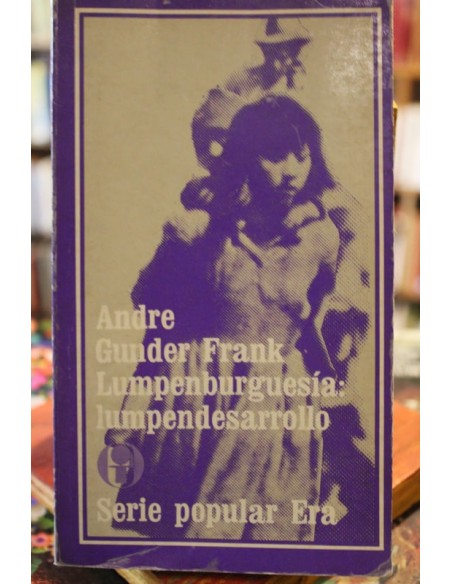 Andre
Gunder Frank
Lumpenburguesía:
lumpendesarrollo
Serie popular Era